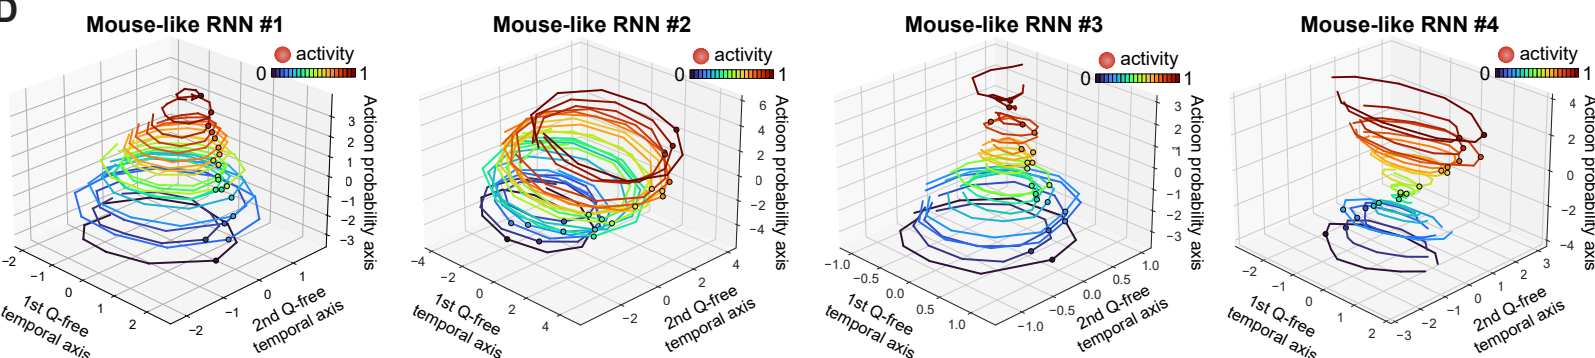 D
Mouse-like RNN #1
activity
0 1
Actioon probability axis
3
2
1
0
−1
−2
−3
−2
−1
0
1
2
1st Q-free
temporal axis
−2
−1
0
1
2nd Q-free
temporal axis
Mouse-like RNN #2
activity
0 1
Actioon probability axis
6
4
2
0
−2
−4
−4
−2
0
2
4
1st Q-free
temporal axis
−2
0
2
4
2nd Q-free
temporal axis
Mouse-like RNN #3
activity
0 1
Actioon probability axis
3
2
1
0
−1
−2
−3
−1.0
−0.5
0.0
0.5
1.0
1st Q-free
temporal axis
−1.0
−0.5
0.0
0.5
1.0
2nd Q-free
temporal axis
Mouse-like RNN #4
activity
0 1
Actioon probability axis
4
2
0
−2
−4
−2
−1
0
1
2
1st Q-free
temporal axis
−3
−2
−1
0
1
2
3
2nd Q-free
temporal axis